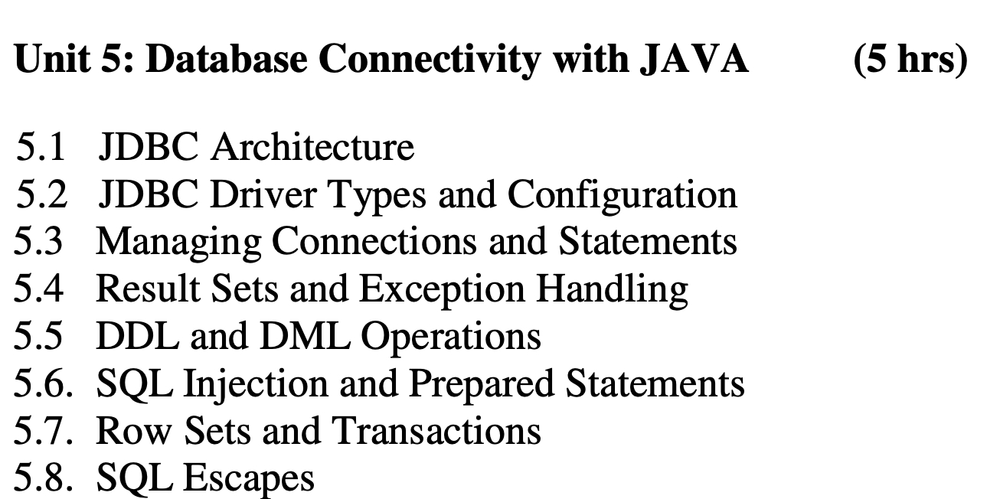 Unit 5: Database Connectivity with JAVA (5 hrs)
5.1 JDBC Architecture
5.2 JDBC Driver Types and Configuration
5.3 Managing Connections and Statements
5.4 Result Sets and Exception Handling
5.5 DDL and DML Operations
5.6. SQL Injection and Prepared Statements
5.7. Row Sets and Transactions
5.8. SQL Escapes